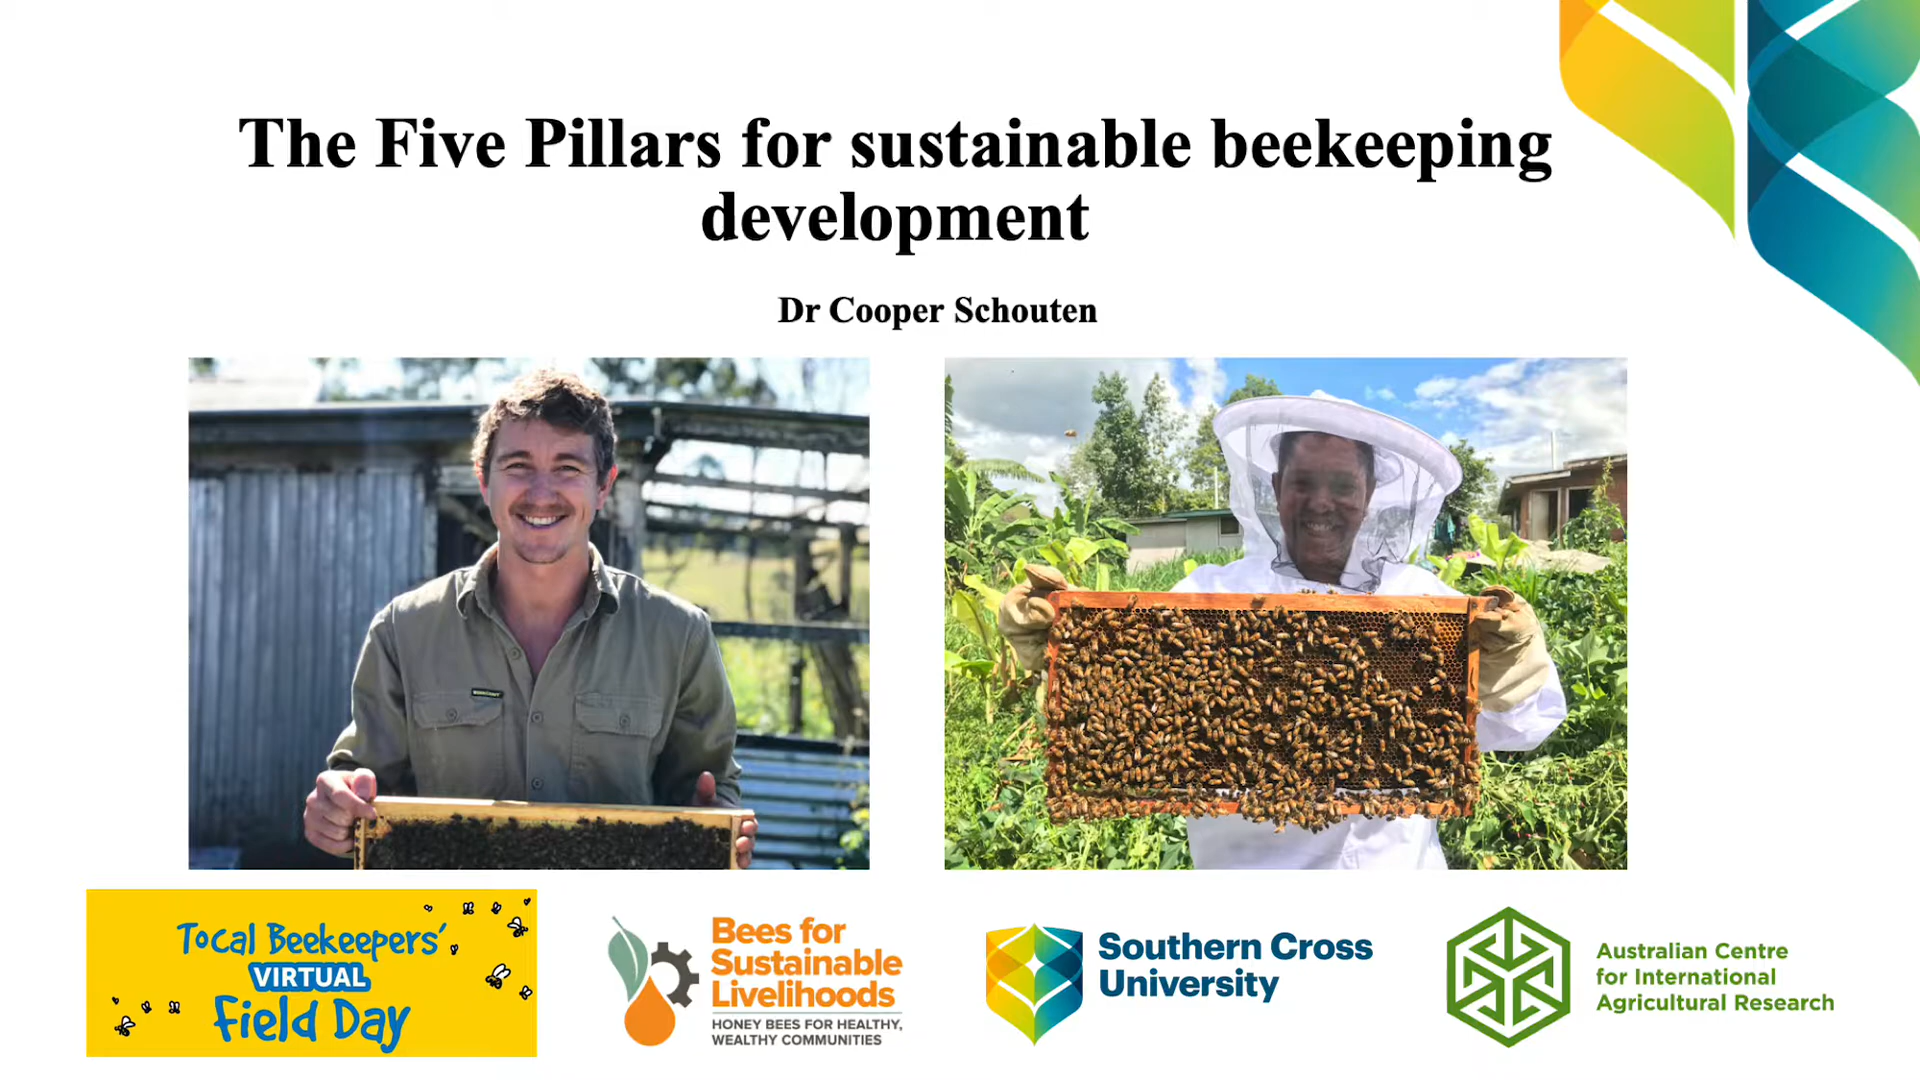 The Five Pillars for sustainable beekeeping
development
Dr Cooper Schouten
Tocal Beekeepers'
VIRTUAL
Field Day
Bees for
Sustainable
Livelihoods
HONEY BEES FOR HEALTHY,
WEALTHY COMMUNITIES
Southern Cross
University
Australian Centre
for International
Agricultural Research